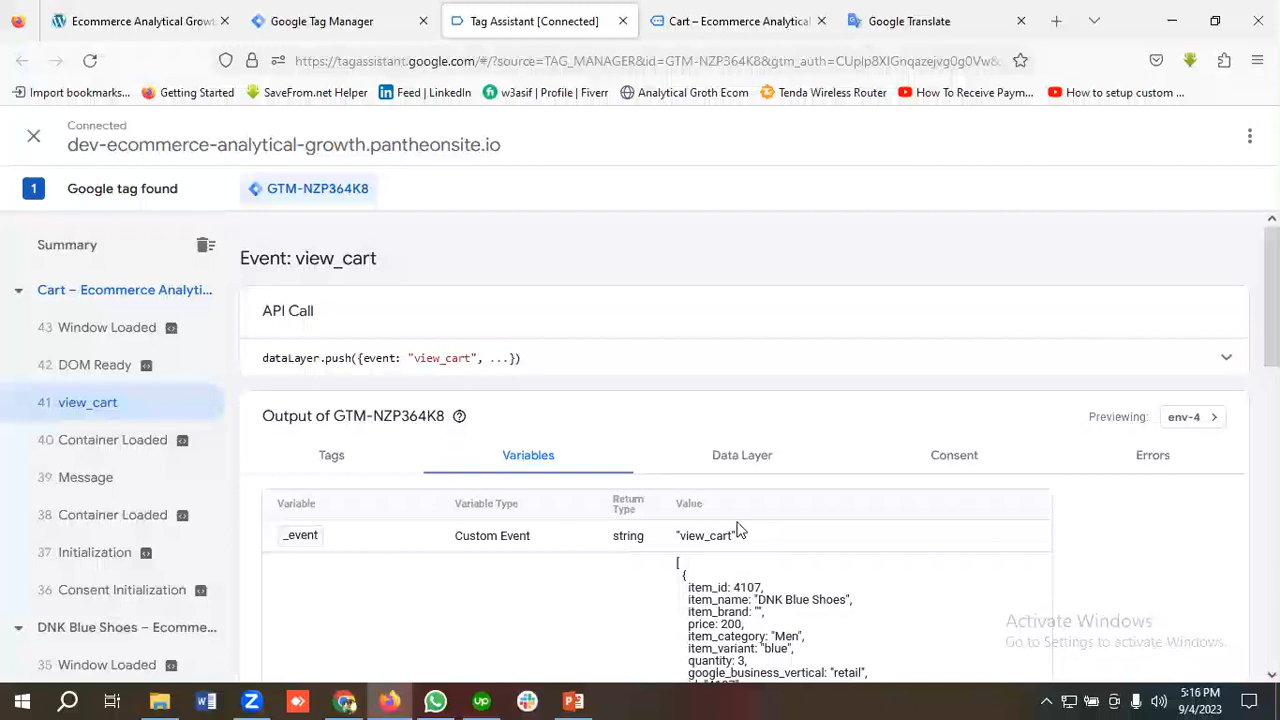 Wordpress Ecommerce Analytical Growt
Google Tag Manager
Tag Assistant [Connected]
Cart – Ecommerce Analytical
Google Translate
https://tagassistant.google.com/#/?source=TAG_MANAGER&id=GTM-NZP364K8&gtm_auth=
Import bookmarks...
Getting Started
SaveFrom.net Helper
Feed | LinkedIn
w3asif | Profile | Fiverr
Analytical Groth Ecom
Tenda Wireless Router
How To Receive Paym...
How to setup custom ...
Connected
dev-ecommerce-analytical-growth.pantheonsite.io
1 Google tag found
GTM-NZP364K8
Summary
Cart – Ecommerce Analyti...
43 Window Loaded
42 DOM Ready
41 view_cart
40 Container Loaded
39 Message
38 Container Loaded
37 Initialization
36 Consent Initialization
DNK Blue Shoes – Ecomme...
35 Window Loaded
Event: view_cart
API Call
dataLayer.push({event: "view_cart", ...})
Output of GTM-NZP364K8
Previewing: env-4
Tags Variables Data Layer Consent Errors
Variable Variable Type Return Type Value
_event Custom Event string "view_cart"
[
{
item_id: 4107,
item_name: "DNK Blue Shoes",
item_brand: "",
price: 200,
item_category: "Men",
item_variant: "blue",
quantity: 3,
google_business_vertical: "retail",
Activate Windows
Go to Settings to activate Windows.
5:16 PM
9/4/2023